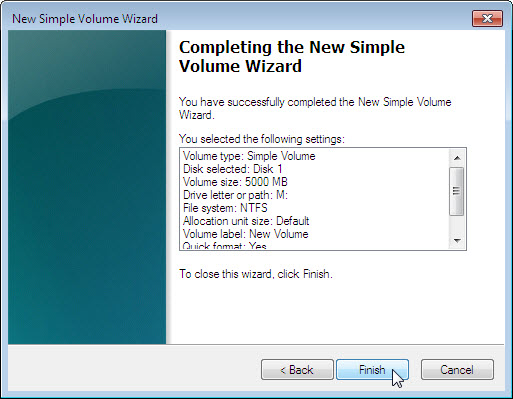 New Simple Volume Wizard
Completing the New Simple
Volume Wizard
You have successfully completed the New Simple Volume
Wizard.
You selected the following settings:
Volume type: Simple Volume
Disk selected: Disk 1
Volume size: 5000 MB
Drive letter or path: M:
File system: NTFS
Allocation unit size: Default
Volume label: New Volume
Quick format: Yes
To close this wizard, click Finish.
< Back
Finish
Cancel